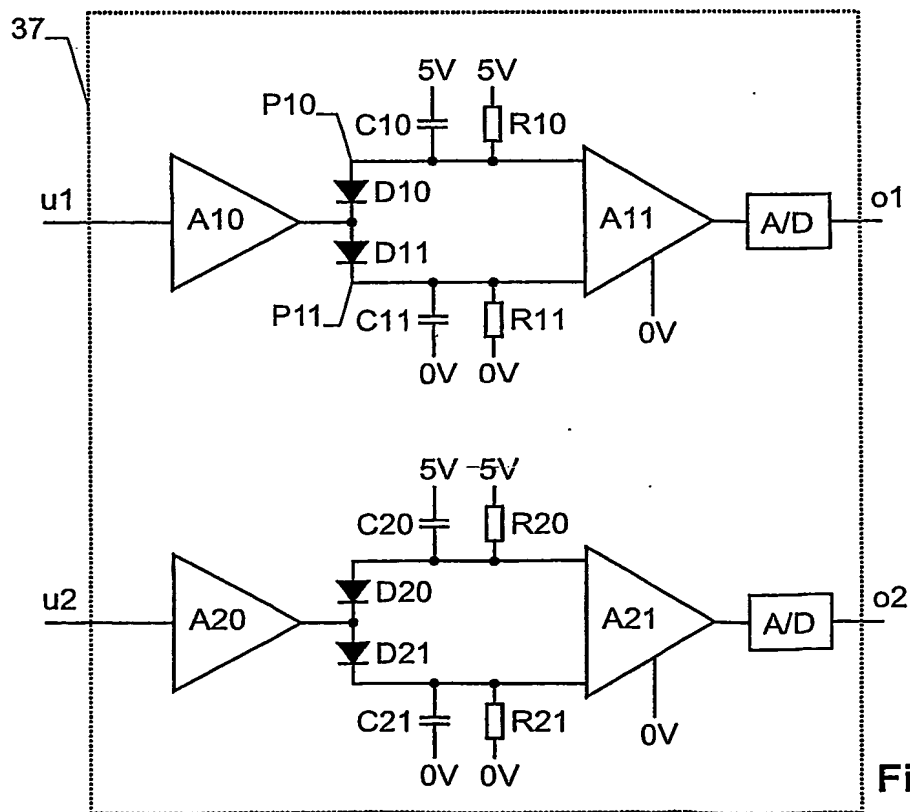 37
5V 5V
P10 C10 R10
D10
u1 A10 A11 A/D o1
D11
P11 C11 R11 0V
0V 0V
5V 5V
C20 R20
D20
u2 A20 A21 A/D o2
D21
C21 R21 0V
0V 0V
Fi